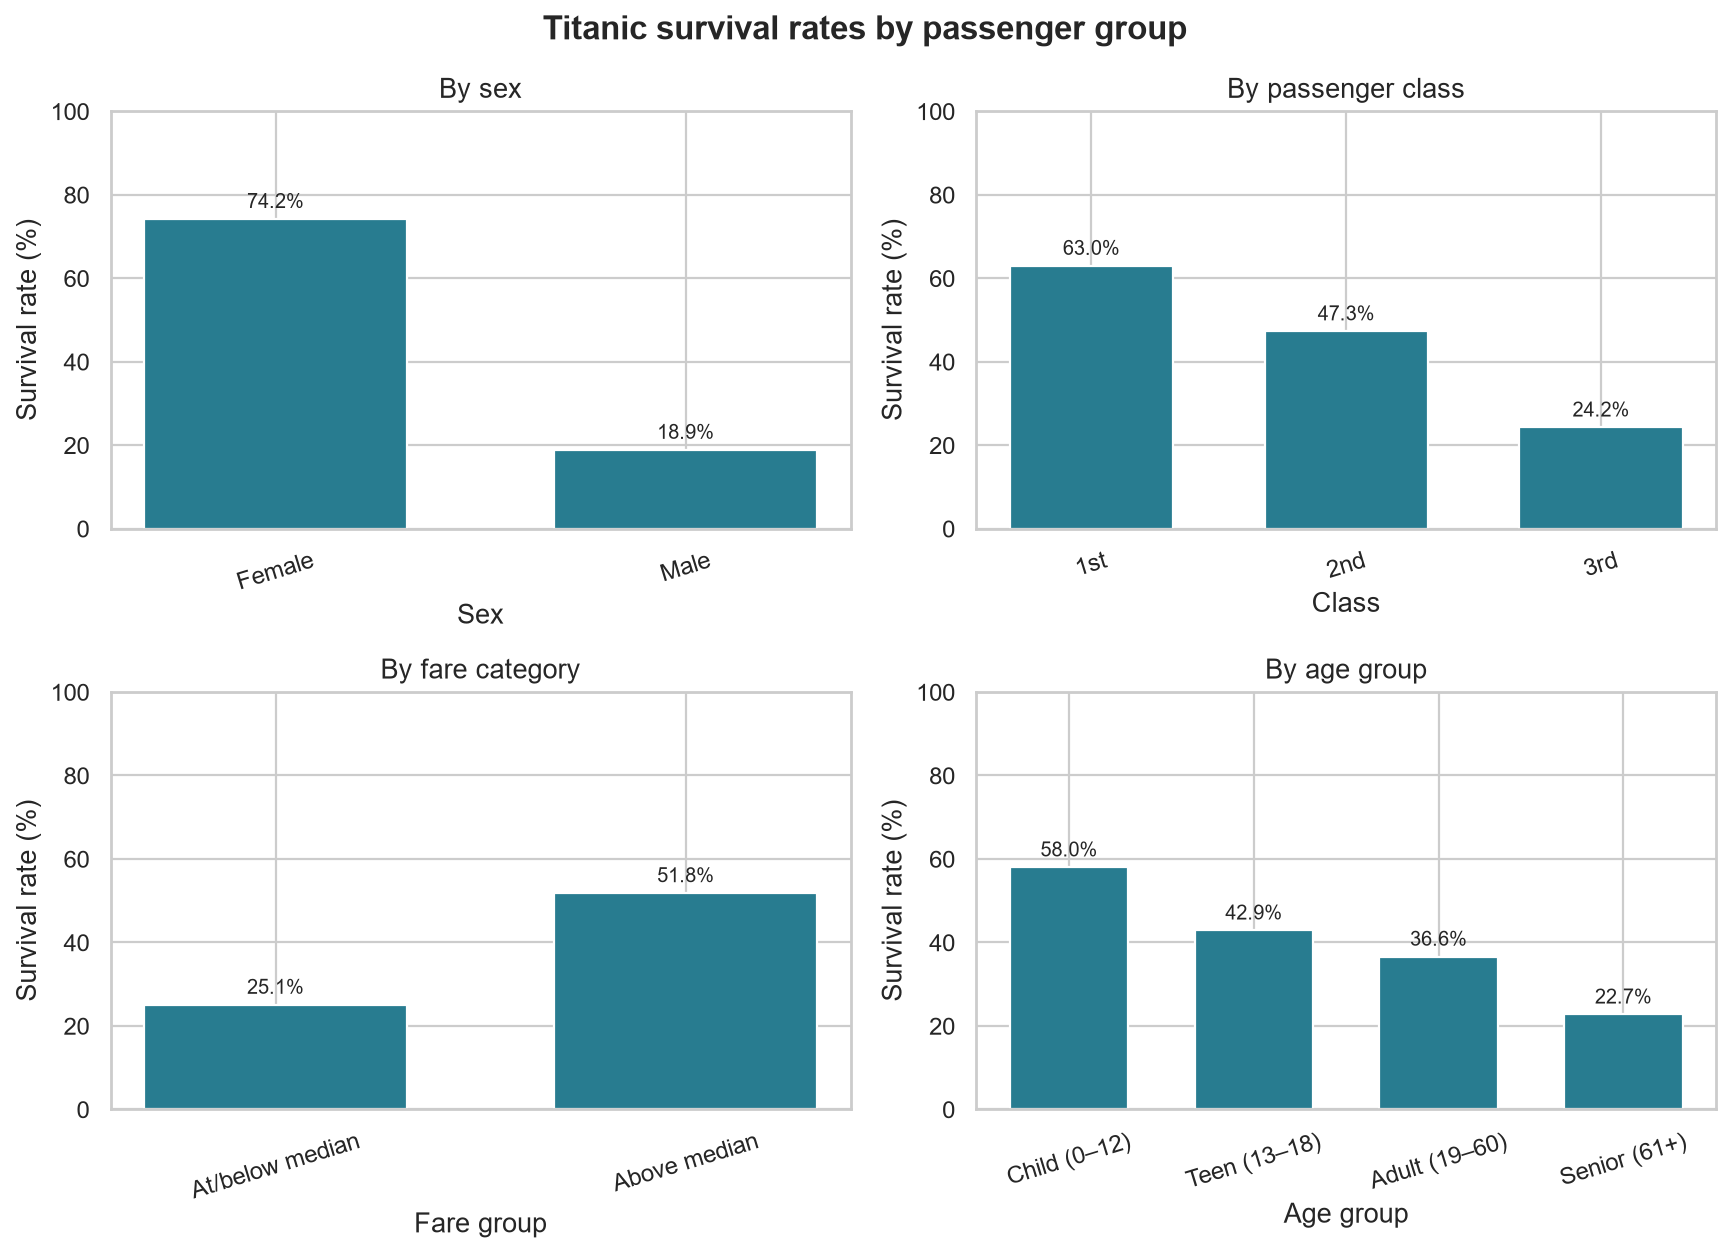 Titanic survival rates by passenger group
By sex
100
80
60
40
20
0
Survival rate (%)
74.2%
18.9%
Female
Male
Sex
By passenger class
100
80
60
40
20
0
Survival rate (%)
63.0%
47.3%
24.2%
1st
2nd
3rd
Class
By fare category
100
80
60
40
20
0
Survival rate (%)
25.1%
51.8%
At/below median
Above median
Fare group
By age group
100
80
60
40
20
0
Survival rate (%)
58.0%
42.9%
36.6%
22.7%
Child (0–12)
Teen (13–18)
Adult (19–60)
Senior (61+)
Age group